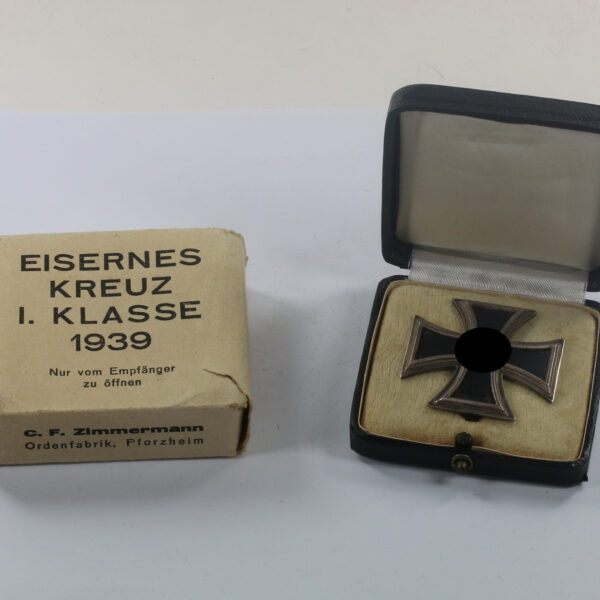 EISERNES
KREUZ
I. KLASSE
1939
Nur vom Empfänger
zu öffnen
C. F. Zimmermann
Ordenfabrik, Pforzheim